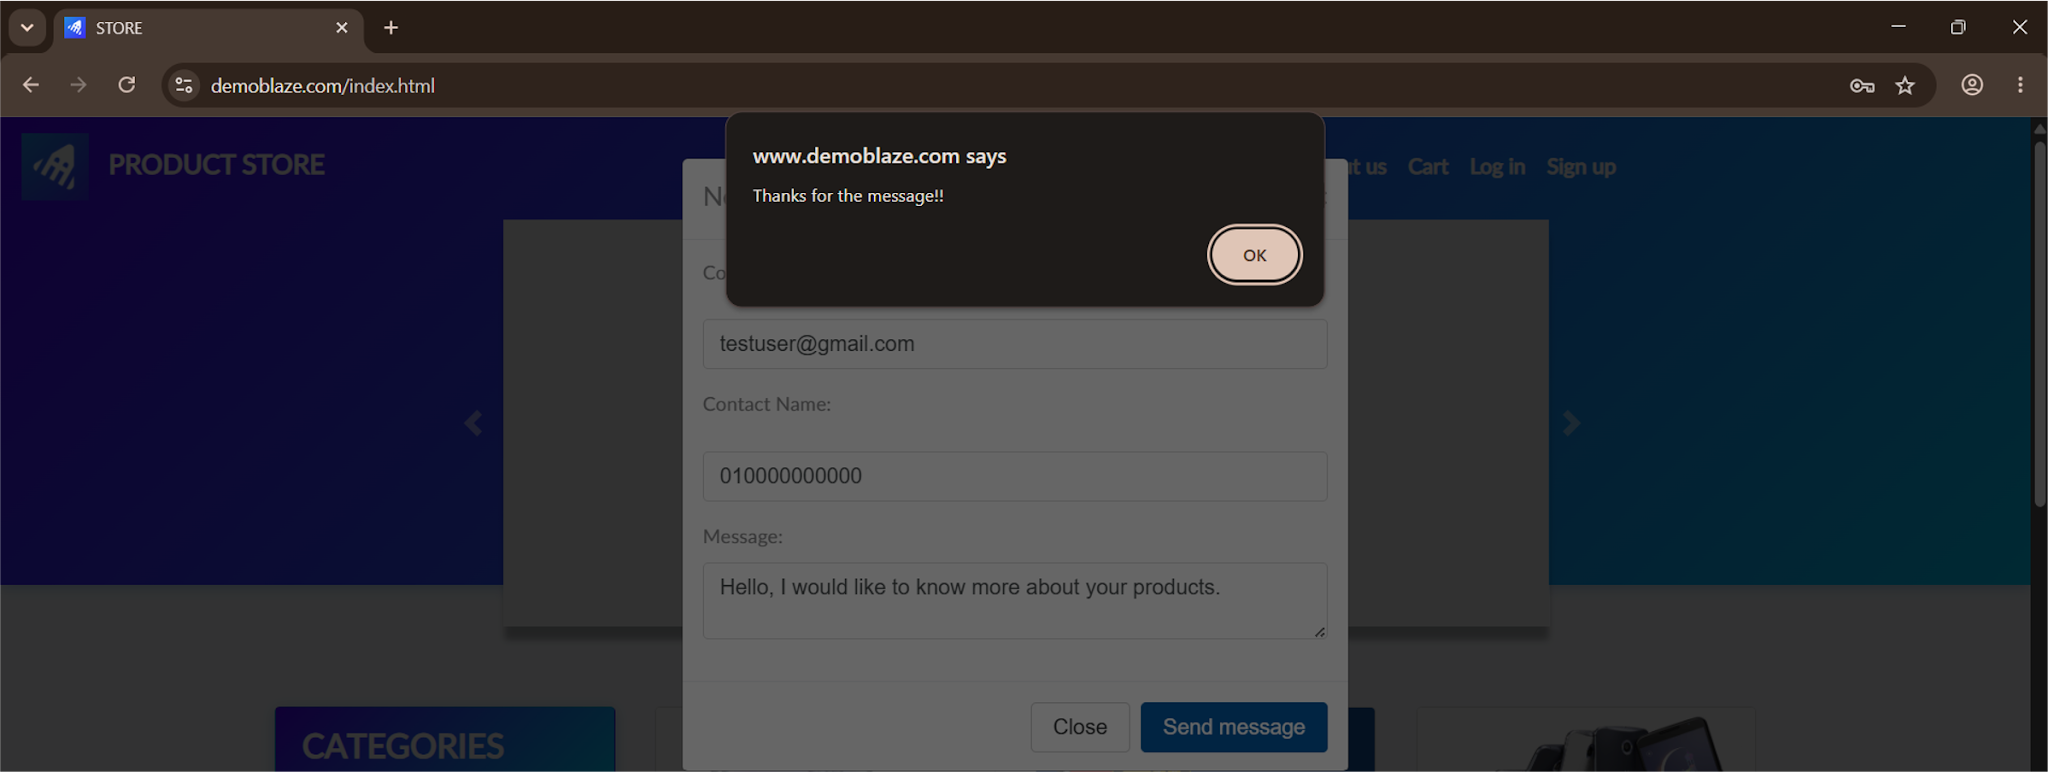 STORE
demoblaze.com/index.html
PRODUCT STORE
www.demoblaze.com says
Thanks for the message!!
OK
us Cart Log in Sign up
testuser@gmail.com
Contact Name:
010000000000
Message:
Hello, I would like to know more about your products.
Close Send message
CATEGORIES